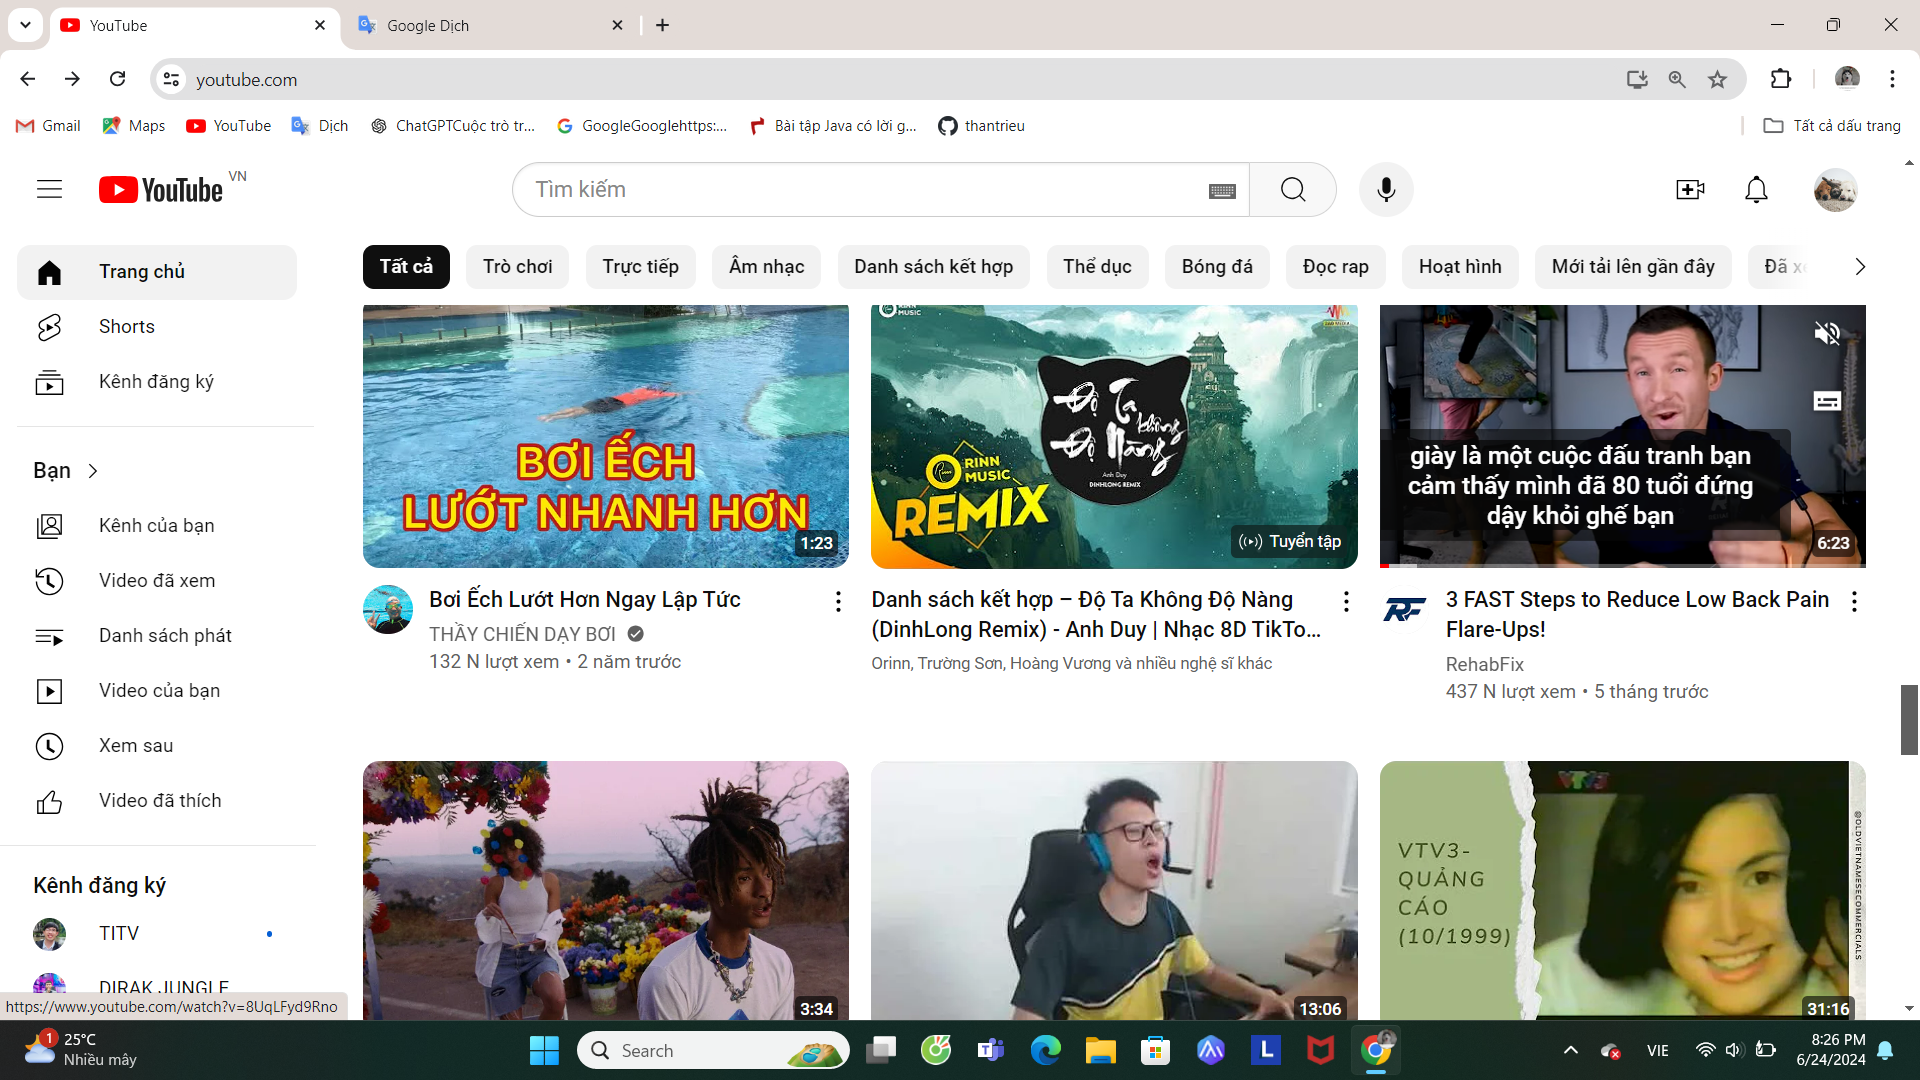 YouTube
Google Dịch
youtube.com
Gmail
Maps
YouTube
Dịch
ChatGPTCuộc trò tr...
GoogleGooglehttps:...
Bài tập Java có lời g...
thantrieu
Tất cả dấu trang
YouTube VN
Tìm kiếm
Trang chủ
Shorts
Kênh đăng ký
Bạn
Kênh của bạn
Video đã xem
Danh sách phát
Video của bạn
Xem sau
Video đã thích
Kênh đăng ký
TITV
DIRAK JUNGLE
https://www.youtube.com/watch?v=8UqLFyd9Rno
Tất cả
Trò chơi
Trực tiếp
Âm nhạc
Danh sách kết hợp
Thể dục
Bóng đá
Đọc rap
Hoạt hình
Mới tải lên gần đây
Đã xe
BƠI ẾCH
LƯỚT NHANH HƠN
1:23
Bơi Ếch Lướt Hơn Ngay Lập Tức
THẦY CHIẾN DẠY BƠI
132 N lượt xem • 2 năm trước
RINN
MUSIC
Độ Ta
không
Độ Nàng
Anh Duy
DINHLONG REMIX
RINN
MUSIC
REMIX
Tuyển tập
Danh sách kết hợp – Độ Ta Không Độ Nàng
(DinhLong Remix) - Anh Duy | Nhạc 8D TikTo...
Orinn, Trường Sơn, Hoàng Vương và nhiều nghệ sĩ khác
giày là một cuộc đấu tranh bạn
cảm thấy mình đã 80 tuổi đứng
dậy khỏi ghế bạn
6:23
RF
3 FAST Steps to Reduce Low Back Pain
Flare-Ups!
RehabFix
437 N lượt xem • 5 tháng trước
3:34
13:06
VTV3
VTV3-
QUẢNG
CÁO
(10/1999)
@OLDVIETNAMESECOMMERCIALS
31:16
1
25°C
Nhiều mây
Search
L
VIE
8:26 PM
6/24/2024